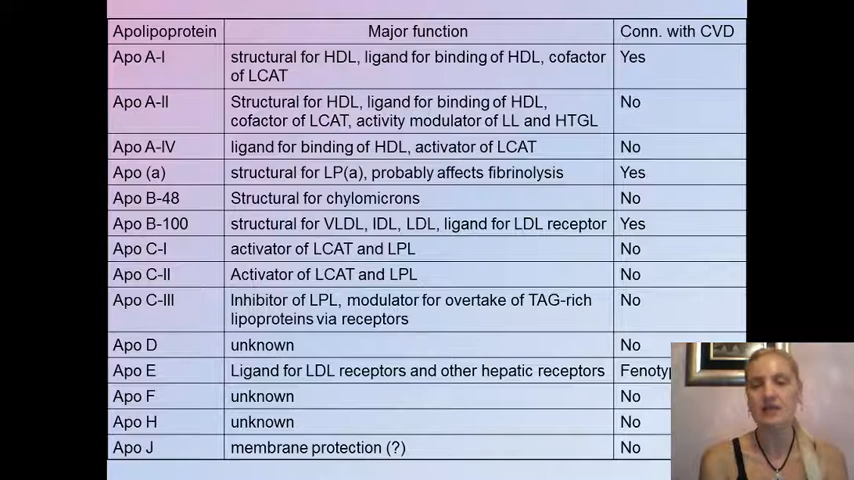 Apolipoprotein Major function Conn. with CVD
Apo A-I structural for HDL, ligand for binding of HDL, cofactor Yes
of LCAT
Apo A-II Structural for HDL, ligand for binding of HDL, No
cofactor of LCAT, activity modulator of LL and HTGL
Apo A-IV ligand for binding of HDL, activator of LCAT No
Apo (a) structural for LP(a), probably affects fibrinolysis Yes
Apo B-48 Structural for chylomicrons No
Apo B-100 structural for VLDL, IDL, LDL, ligand for LDL receptor Yes
Apo C-I activator of LCAT and LPL No
Apo C-II Activator of LCAT and LPL No
Apo C-III Inhibitor of LPL, modulator for overtake of TAG-rich No
lipoproteins via receptors
Apo D unknown No
Apo E Ligand for LDL receptors and other hepatic receptors
Apo F unknown No
Apo H unknown No
Apo J membrane protection (?) No